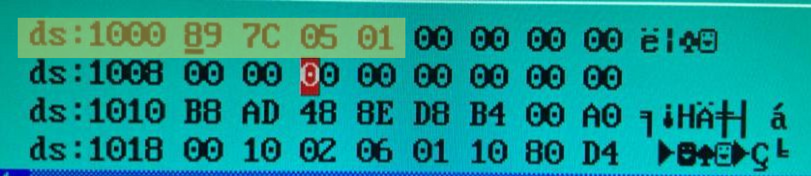 ds:1000 89 7C 05 01 00 00 00 00 ë|♣☺
ds:1008 00 00 00 00 00 00 00 00
ds:1010 B8 AD 48 8E D8 B4 00 A0 ╕¡HÄ╪┤ á
ds:1018 00 10 02 06 01 10 80 D4 ►☻♠☺►Ç╘